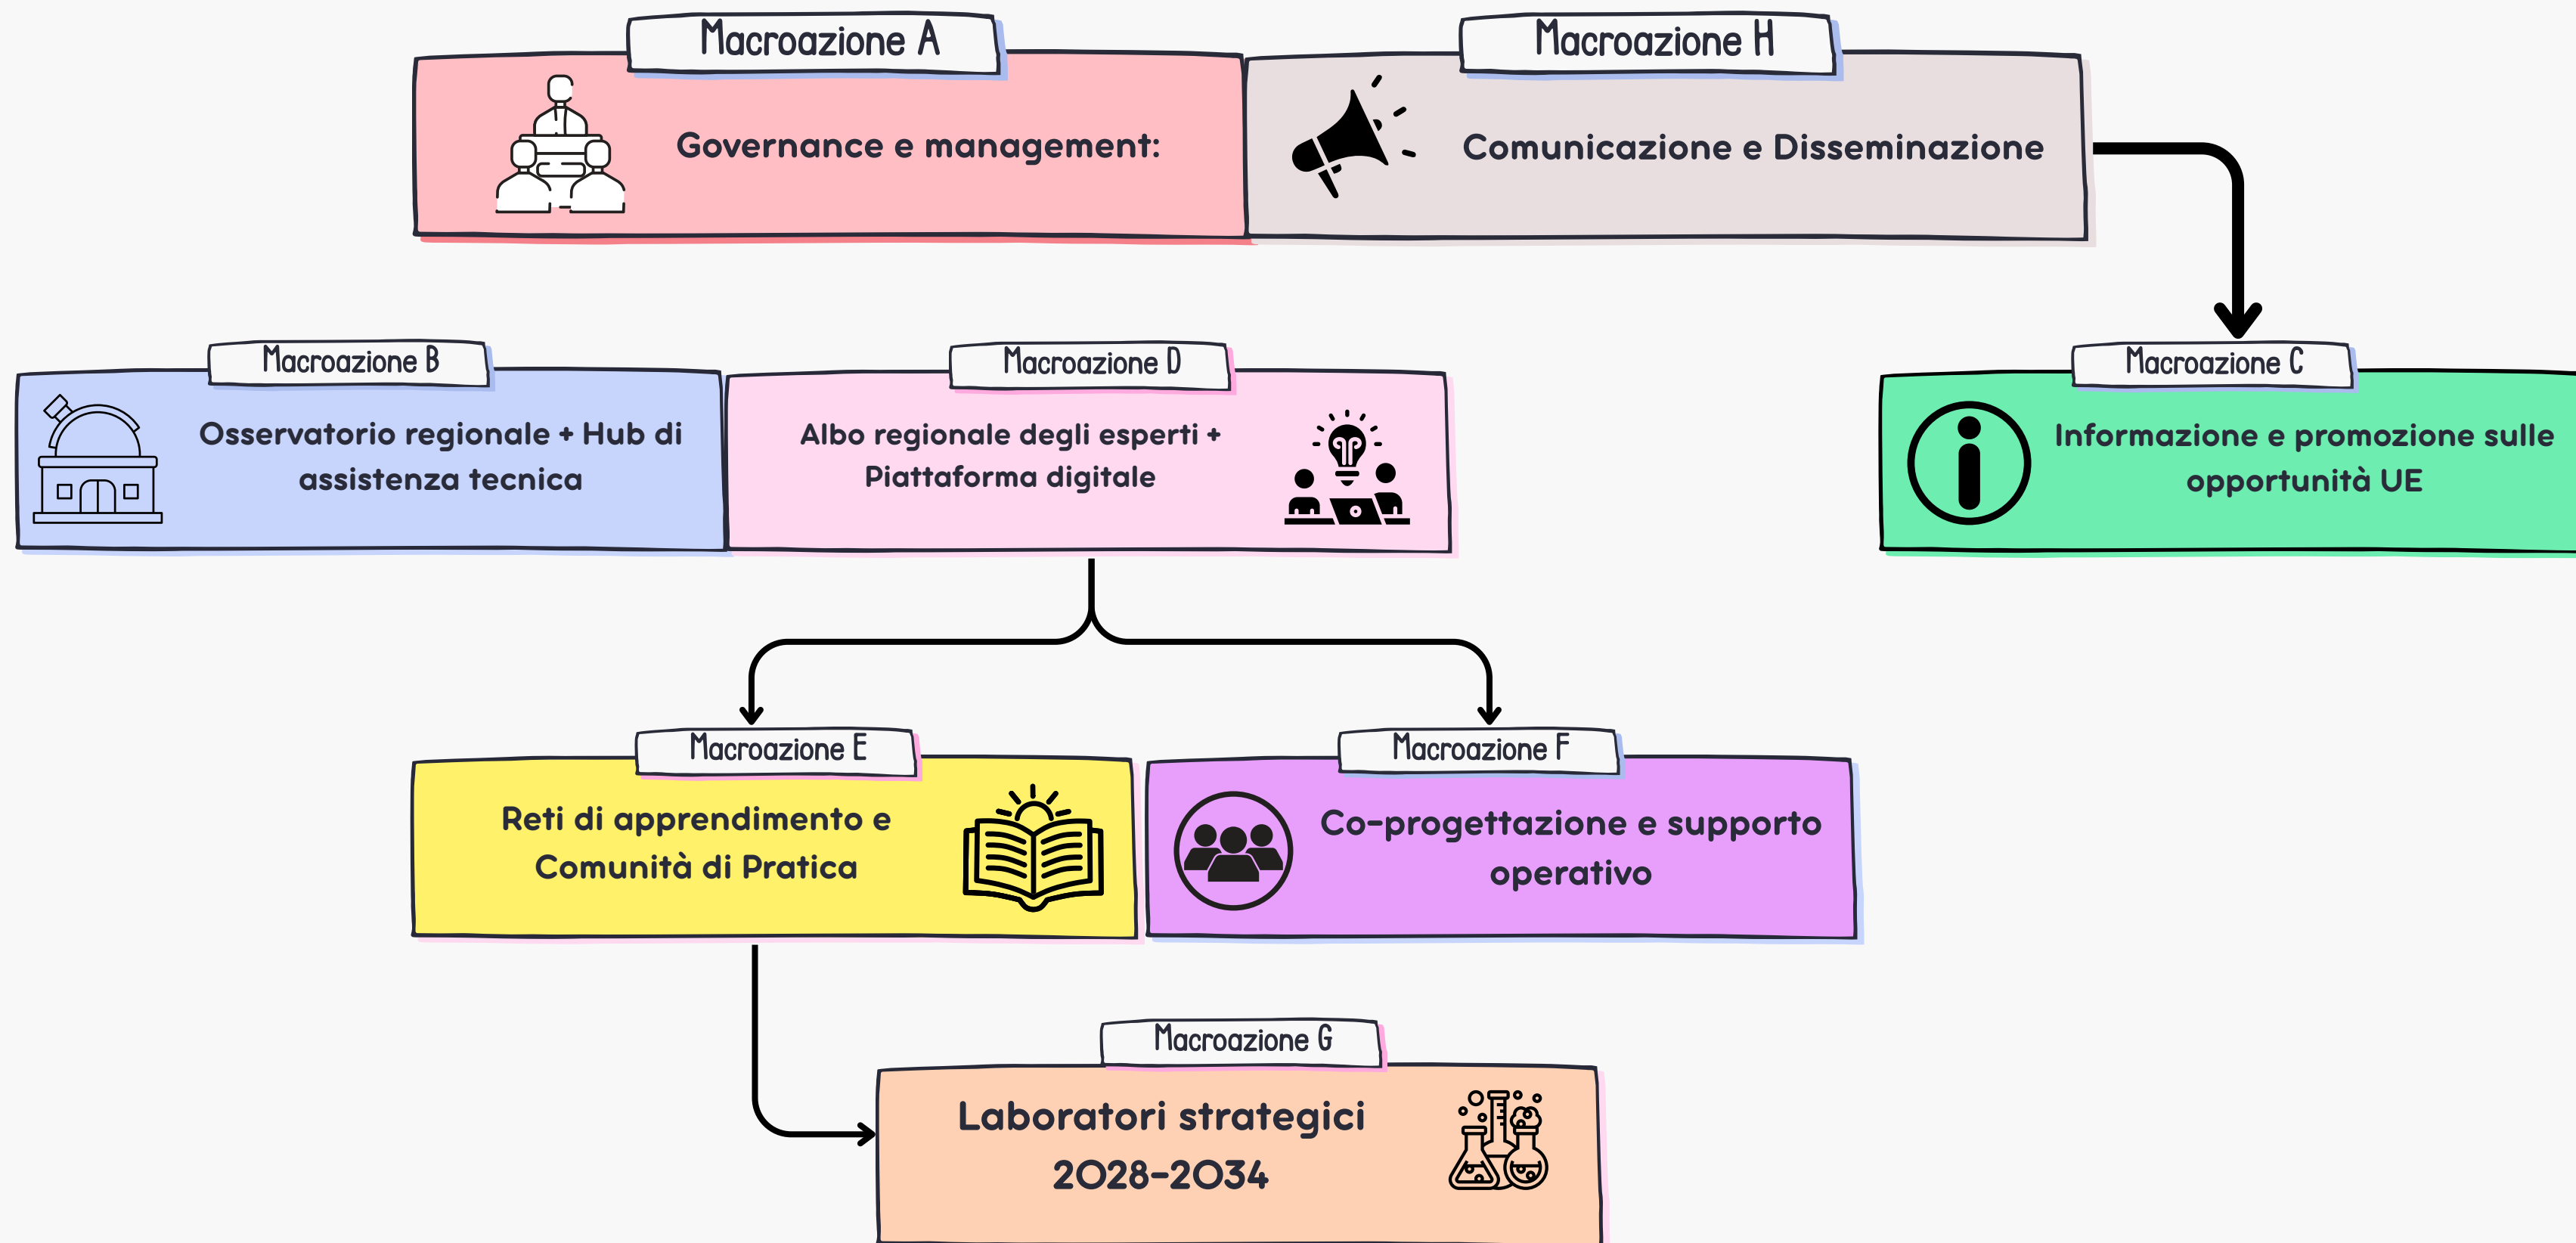 Macroazione A
Governance e management:
Macroazione H
Comunicazione e Disseminazione
Macroazione B
Osservatorio regionale + Hub di
assistenza tecnica
Macroazione D
Albo regionale degli esperti +
Piattaforma digitale
Macroazione C
Informazione e promozione sulle
opportunità UE
Macroazione E
Reti di apprendimento e
Comunità di Pratica
Macroazione F
Co-progettazione e supporto
operativo
Macroazione G
Laboratori strategici
2028-2034